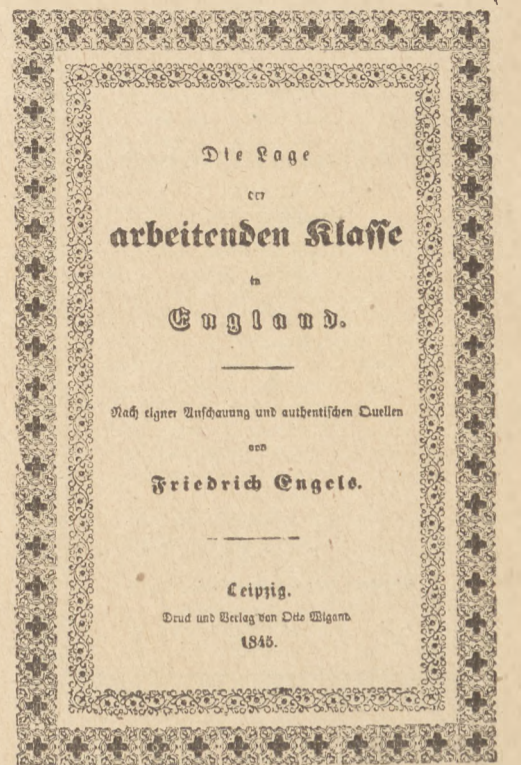 Die Lage
der
arbeitenden Klasse
in
England.
Nach eigner Anschauung und authentischen Quellen
von
Friedrich Engels.
Leipzig.
Druck und Verlag von Otto Wigand.
1845.